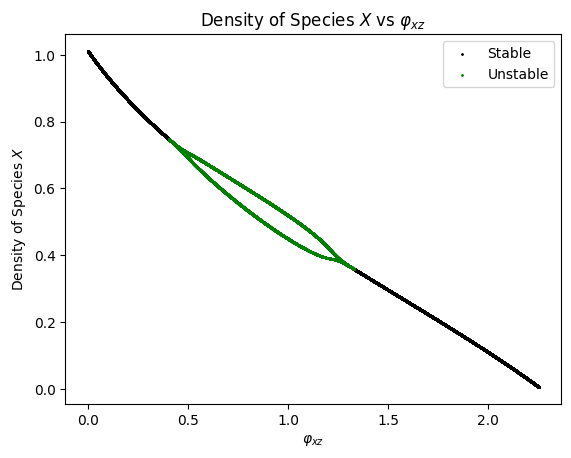 Density of Species X vs φxz
Stable
Unstable
Density of Species X
1.0
0.8
0.6
0.4
0.2
0.0
0.0 0.5 1.0 1.5 2.0
φxz